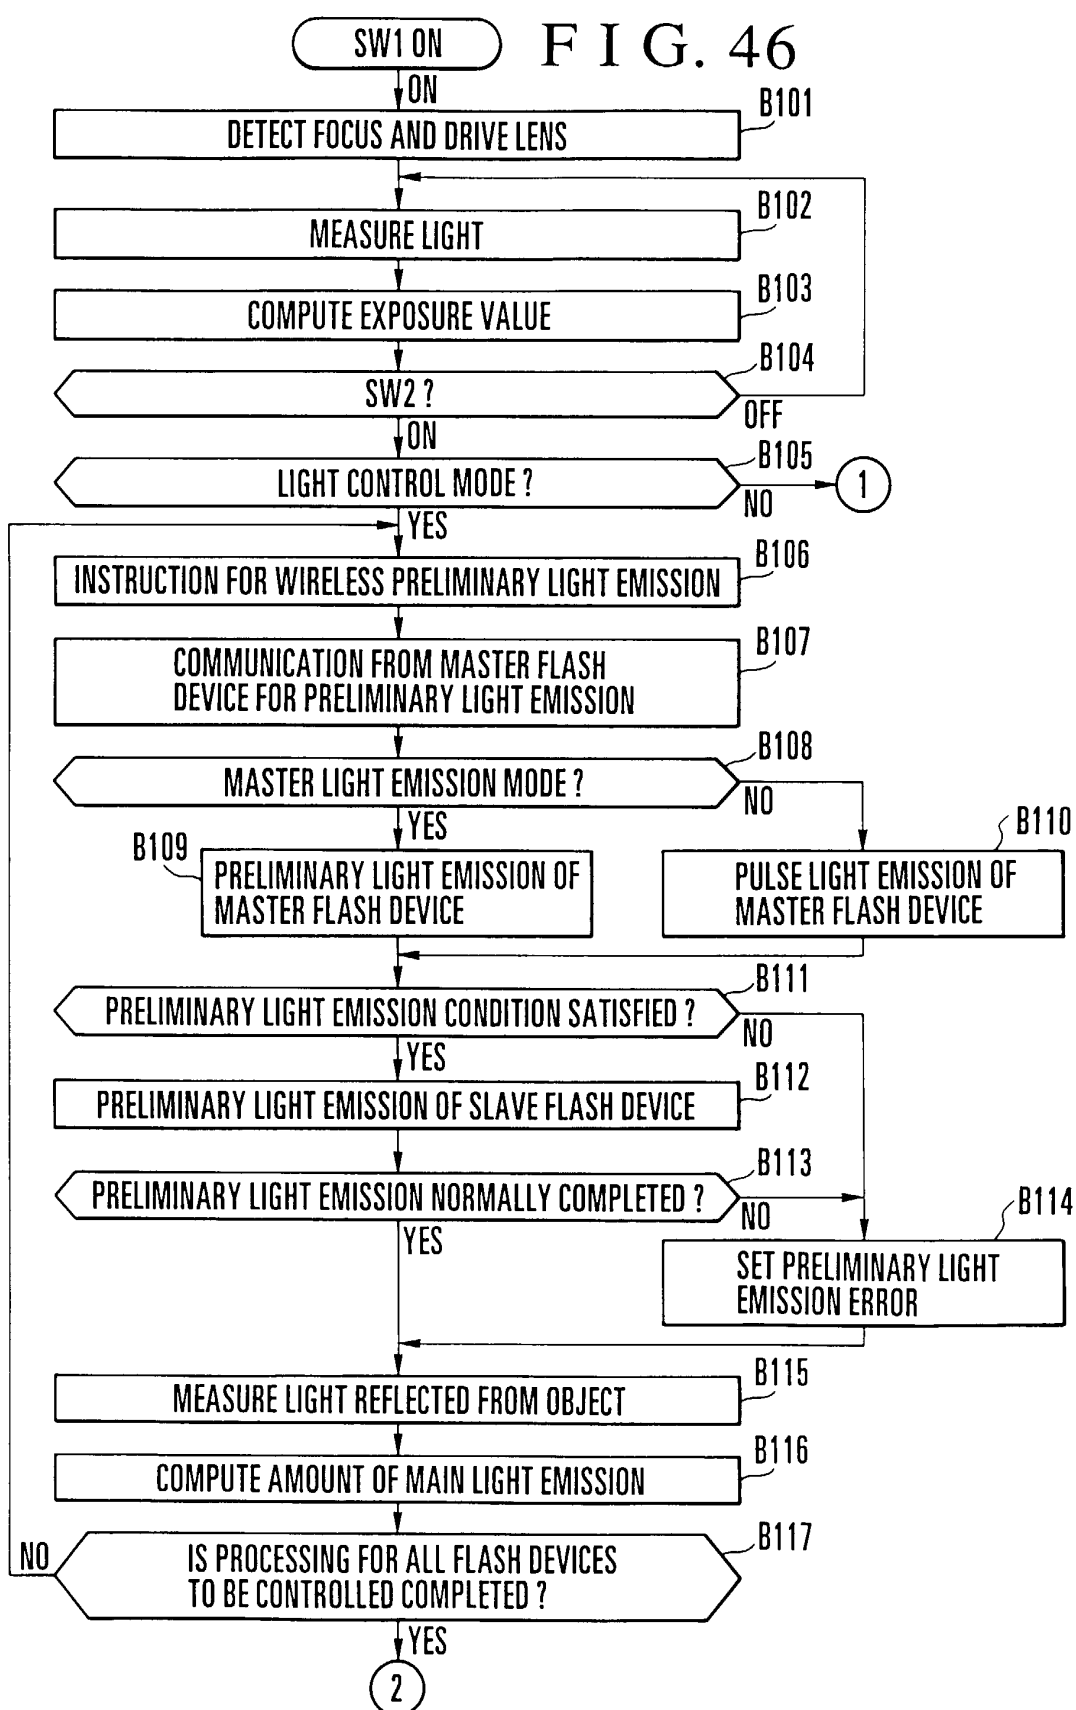 SW1 ON
FIG. 46
ON
B101
DETECT FOCUS AND DRIVE LENS
B102
MEASURE LIGHT
B103
COMPUTE EXPOSURE VALUE
B104
SW2 ?
OFF
ON
B105
LIGHT CONTROL MODE ?
1
NO
YES
B106
INSTRUCTION FOR WIRELESS PRELIMINARY LIGHT EMISSION
B107
COMMUNICATION FROM MASTER FLASH
DEVICE FOR PRELIMINARY LIGHT EMISSION
B108
MASTER LIGHT EMISSION MODE ?
NO
YES
B109
PRELIMINARY LIGHT EMISSION OF
MASTER FLASH DEVICE
B110
PULSE LIGHT EMISSION OF
MASTER FLASH DEVICE
B111
PRELIMINARY LIGHT EMISSION CONDITION SATISFIED ?
NO
YES
B112
PRELIMINARY LIGHT EMISSION OF SLAVE FLASH DEVICE
B113
PRELIMINARY LIGHT EMISSION NORMALLY COMPLETED ?
NO
YES
B114
SET PRELIMINARY LIGHT
EMISSION ERROR
B115
MEASURE LIGHT REFLECTED FROM OBJECT
B116
COMPUTE AMOUNT OF MAIN LIGHT EMISSION
B117
NO
IS PROCESSING FOR ALL FLASH DEVICES
TO BE CONTROLLED COMPLETED ?
YES
2